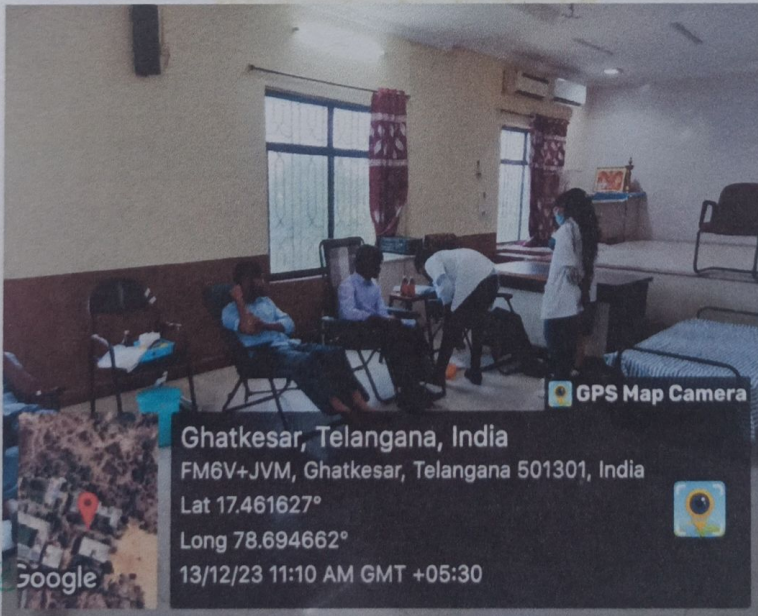 GPS Map Camera
Ghatkesar, Telangana, India
FM6V+JVM, Ghatkesar, Telangana 501301, India
Lat 17.461627°
Long 78.694662°
13/12/23 11:10 AM GMT +05:30
Google